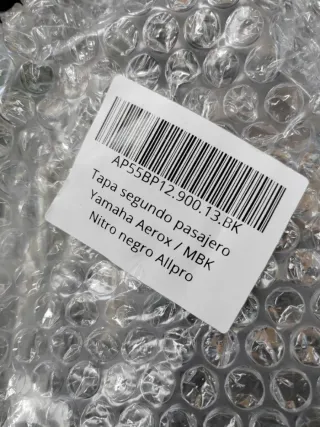 AP55BP12.900.13.BK
Tapa segundo pasajero
Yamaha Aerox / MBK
Nitro negro Allpro